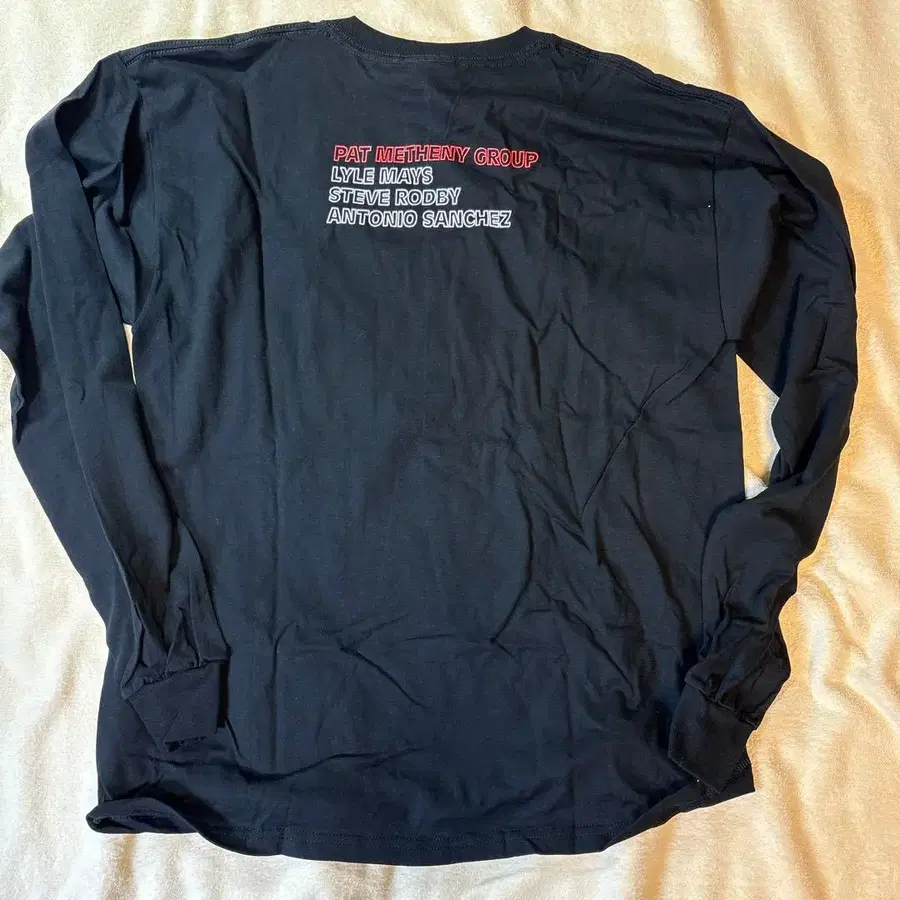 PAT METHENY GROUP
LYLE MAYS
STEVE RODBY
ANTONIO SANCHEZ